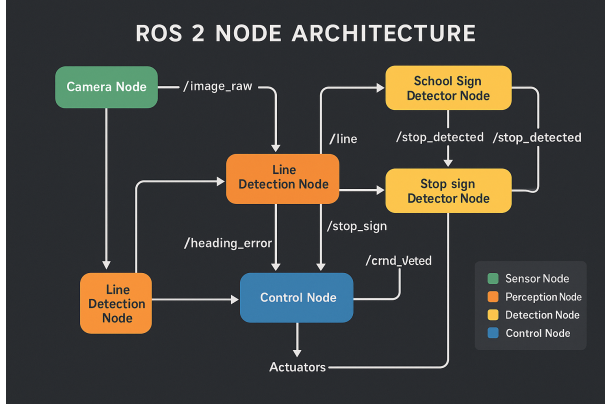 ROS 2 NODE ARCHITECTURE
Camera Node
/image_raw
School Sign
Detector Node
/line
/stop_detected
/stop_detected
Line
Detection Node
Stop sign
Detector Node
/heading_error
/stop_sign
/crnd_Veted
Line
Detection
Node
Control Node
Sensor Node
Perception Node
Detection Node
Control Node
Actuators